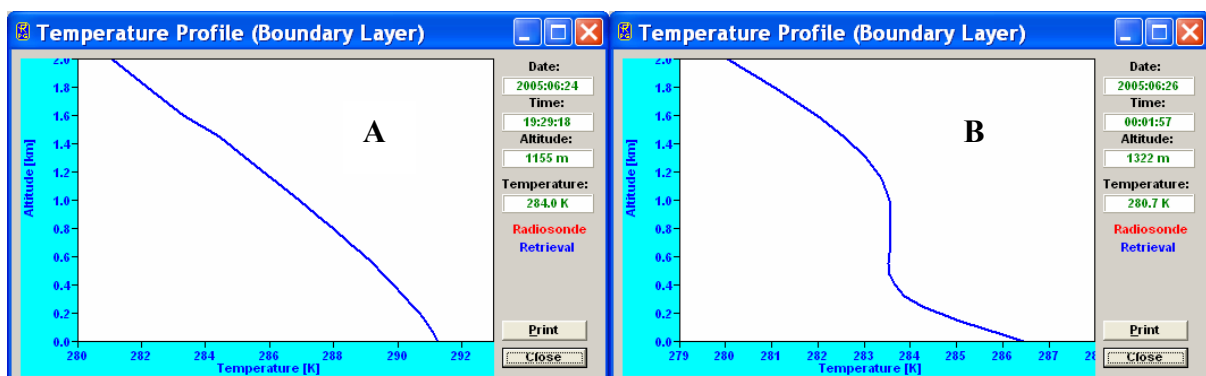 Temperature Profile (Boundary Layer)
2.0
1.8
1.6
1.4
1.2
1.0
0.8
0.6
0.4
0.2
0.0
Altitude [km]
280 282 284 286 288 290 292
Temperature [K]
A
Date:
2005:06:24
Time:
19:29:18
Altitude:
1155 m
Temperature:
284.0 K
Radiosonde
Retrieval
Print
Close
Temperature Profile (Boundary Layer)
2.0
1.8
1.6
1.4
1.2
1.0
0.8
0.6
0.4
0.2
0.0
Altitude [km]
279 280 281 282 283 284 285 286 287
Temperature [K]
B
Date:
2005:06:26
Time:
00:01:57
Altitude:
1322 m
Temperature:
280.7 K
Radiosonde
Retrieval
Print
Close